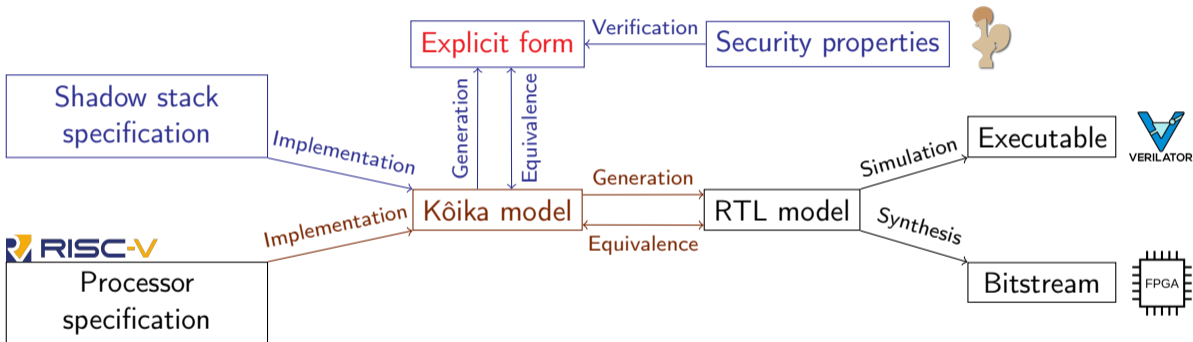 Explicit form
Verification
Security properties
Shadow stack
specification
Implementation
Generation
Equivalence
Executable
VERILATOR
Simulation
Generation
Kôika model
RTL model
Equivalence
Implementation
Synthesis
RISC-V
Processor
specification
Bitstream
FPGA